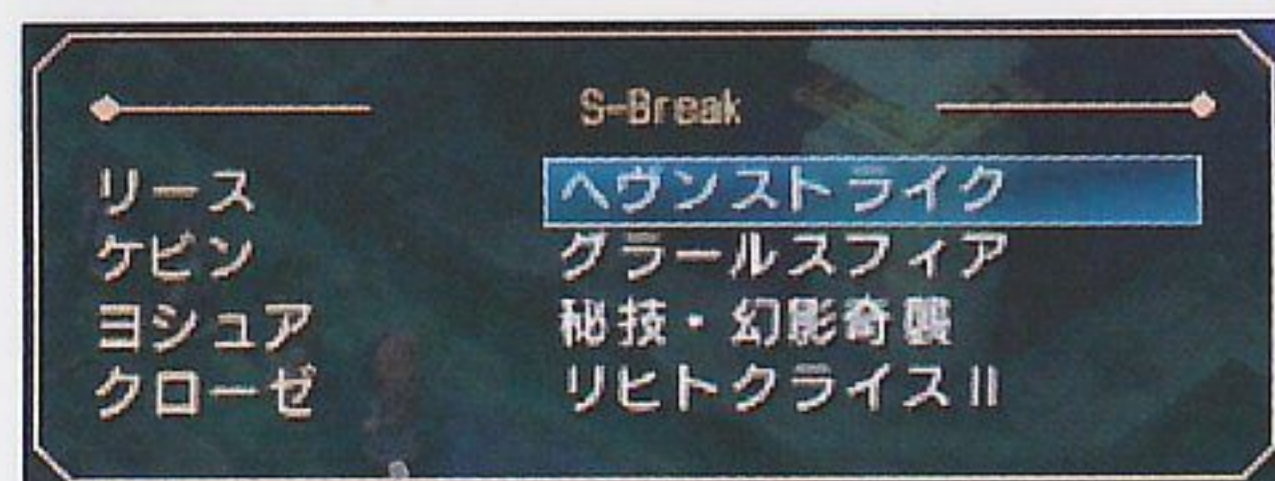 S-Break
リース ヘヴンストライク
ケビン グラールスフィア
ヨシュア 秘技・幻影奇襲
クローゼ リヒトクライスII